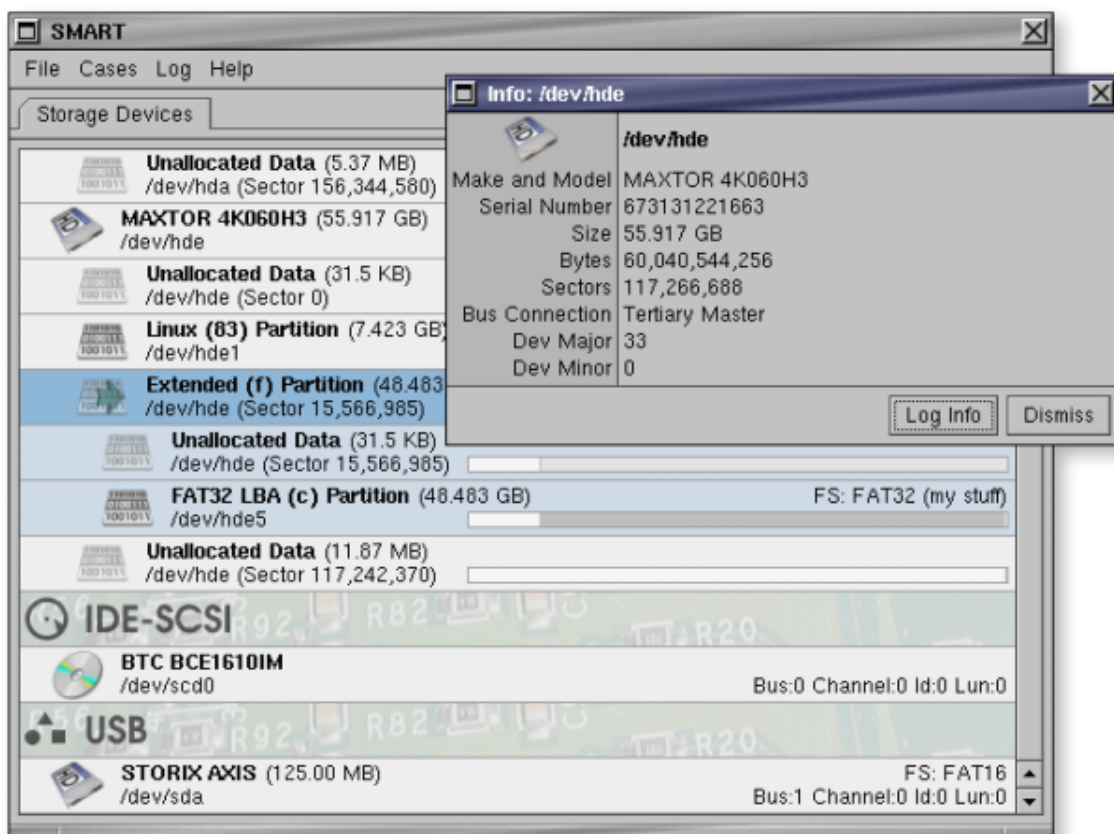 SMART
File Cases Log Help
Storage Devices
Unallocated Data (5.37 MB)
/dev/hda (Sector 156,344,580)
MAXTOR 4K060H3 (55.917 GB)
/dev/hde
Unallocated Data (31.5 KB)
/dev/hde (Sector 0)
Linux (83) Partition (7.423 GB)
/dev/hde1
Extended (f) Partition (48.483
/dev/hde (Sector 15,566,985)
Unallocated Data (31.5 KB)
/dev/hde (Sector 15,566,985)
FAT32 LBA (c) Partition (48.483 GB) FS: FAT32 (my stuff)
/dev/hde5
Unallocated Data (11.87 MB)
/dev/hde (Sector 117,242,370)
IDE-SCSI
R92 R82 R20
BTC BCE1610IM
/dev/scd0 Bus:0 Channel:0 Id:0 Lun:0
USB
R92 R82 R20
STORIX AXIS (125.00 MB) FS: FAT16
/dev/sda Bus:1 Channel:0 Id:0 Lun:0
Info: /dev/hde
/dev/hde
Make and Model MAXTOR 4K060H3
Serial Number 673131221663
Size 55.917 GB
Bytes 60,040,544,256
Sectors 117,266,688
Bus Connection Tertiary Master
Dev Major 33
Dev Minor 0
Log Info Dismiss